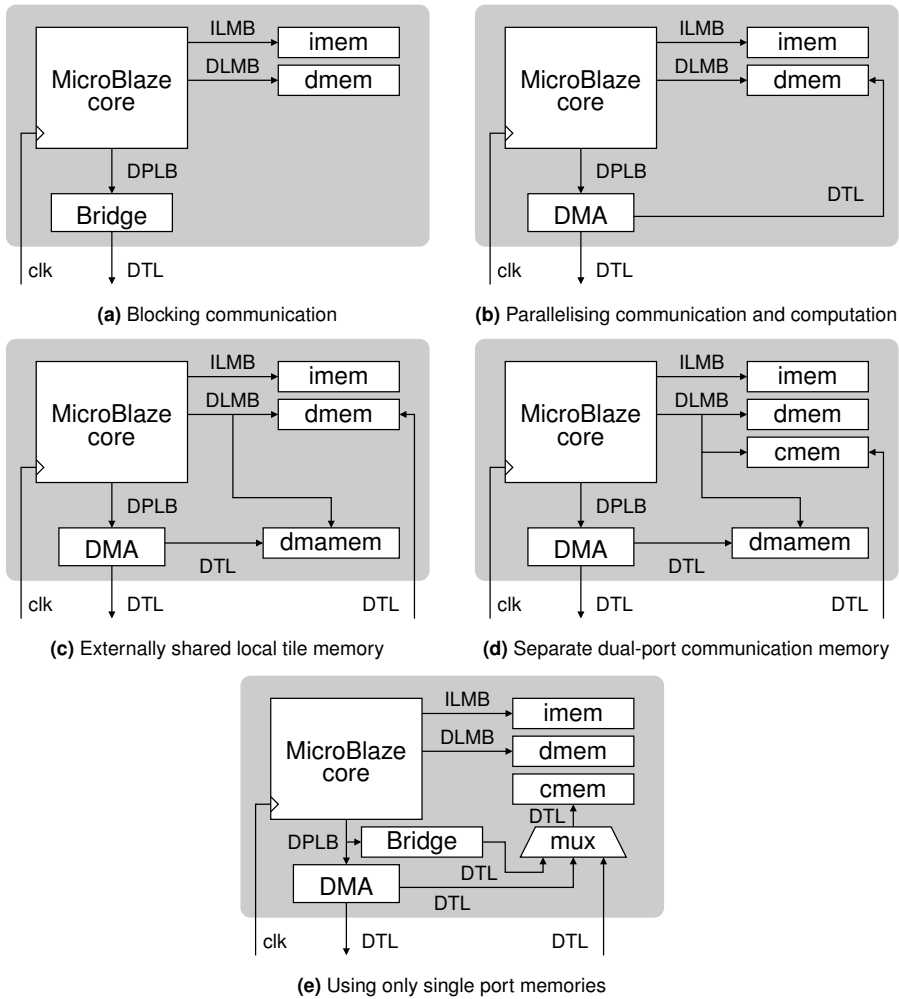 ILMB
imem
MicroBlaze
core
DLMB
dmem
DPLB
Bridge
clk
DTL
(a) Blocking communication
ILMB
imem
MicroBlaze
core
DLMB
dmem
DPLB
DTL
DMA
clk
DTL
(b) Parallelising communication and computation
ILMB
imem
MicroBlaze
core
DLMB
dmem
DPLB
DMA
dmamem
DTL
clk
DTL
DTL
(c) Externally shared local tile memory
ILMB
imem
MicroBlaze
core
DLMB
dmem
cmem
DPLB
DMA
dmamem
DTL
clk
DTL
DTL
(d) Separate dual-port communication memory
ILMB
imem
MicroBlaze
core
DLMB
dmem
cmem
DTL
DPLB
Bridge
mux
DTL
DMA
DTL
clk
DTL
DTL
(e) Using only single port memories